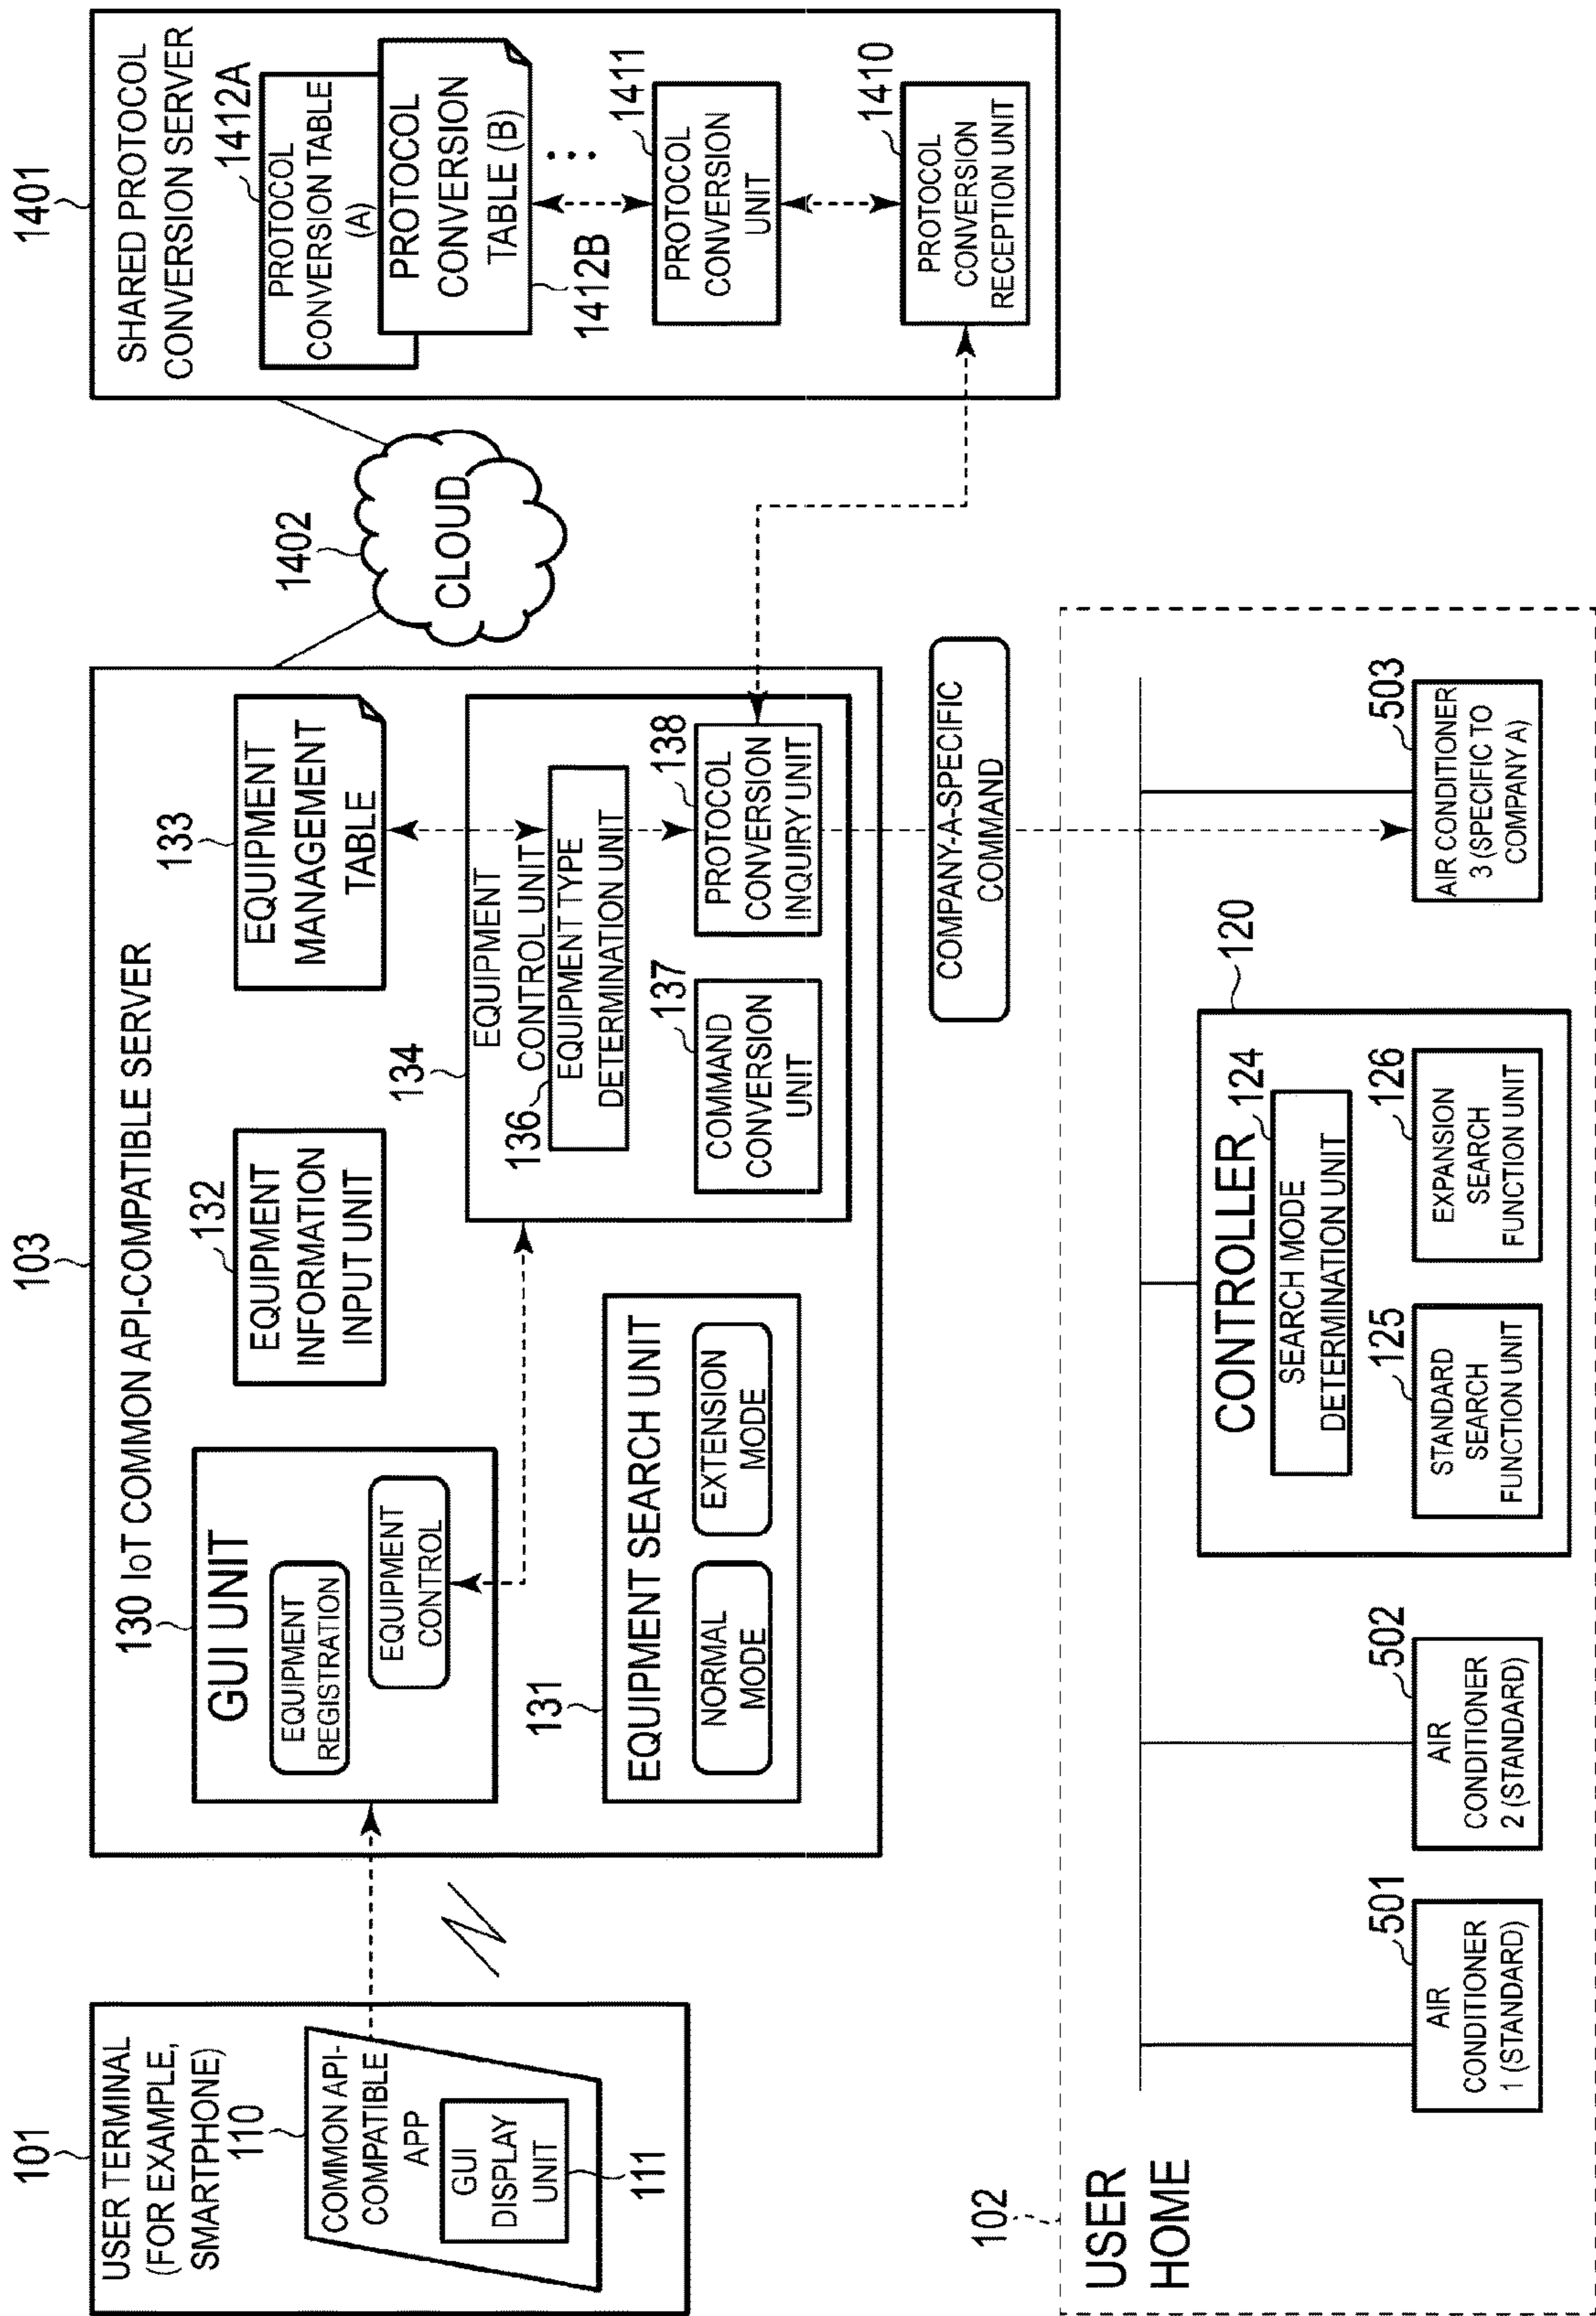 101
USER TERMINAL
(FOR EXAMPLE,
SMARTPHONE)
110
COMMON API-
COMPATIBLE
APP
GUI
DISPLAY
UNIT
111
103
130 IoT COMMON API-COMPATIBLE SERVER
GUI UNIT
EQUIPMENT
REGISTRATION
EQUIPMENT
CONTROL
131
EQUIPMENT SEARCH UNIT
NORMAL
MODE
EXTENSION
MODE
132
EQUIPMENT
INFORMATION
INPUT UNIT
133
EQUIPMENT
MANAGEMENT
TABLE
134
EQUIPMENT
CONTROL UNIT
136
EQUIPMENT TYPE
DETERMINATION UNIT
137
COMMAND
CONVERSION
UNIT
138
PROTOCOL
CONVERSION
INQUIRY UNIT
COMPANY-A-SPECIFIC
COMMAND
1402
CLOUD
1401
SHARED PROTOCOL
CONVERSION SERVER
1412A
PROTOCOL
CONVERSION TABLE
(A)
PROTOCOL
CONVERSION
TABLE (B)
1412B
1411
PROTOCOL
CONVERSION
UNIT
1410
PROTOCOL
CONVERSION
RECEPTION UNIT
102
USER
HOME
501
AIR
CONDITIONER
1 (STANDARD)
502
AIR
CONDITIONER
2 (STANDARD)
120
CONTROLLER
124
SEARCH MODE
DETERMINATION UNIT
125
STANDARD
SEARCH
FUNCTION UNIT
126
EXPANSION
SEARCH
FUNCTION UNIT
503
AIR CONDITIONER
3 (SPECIFIC TO
COMPANY A)